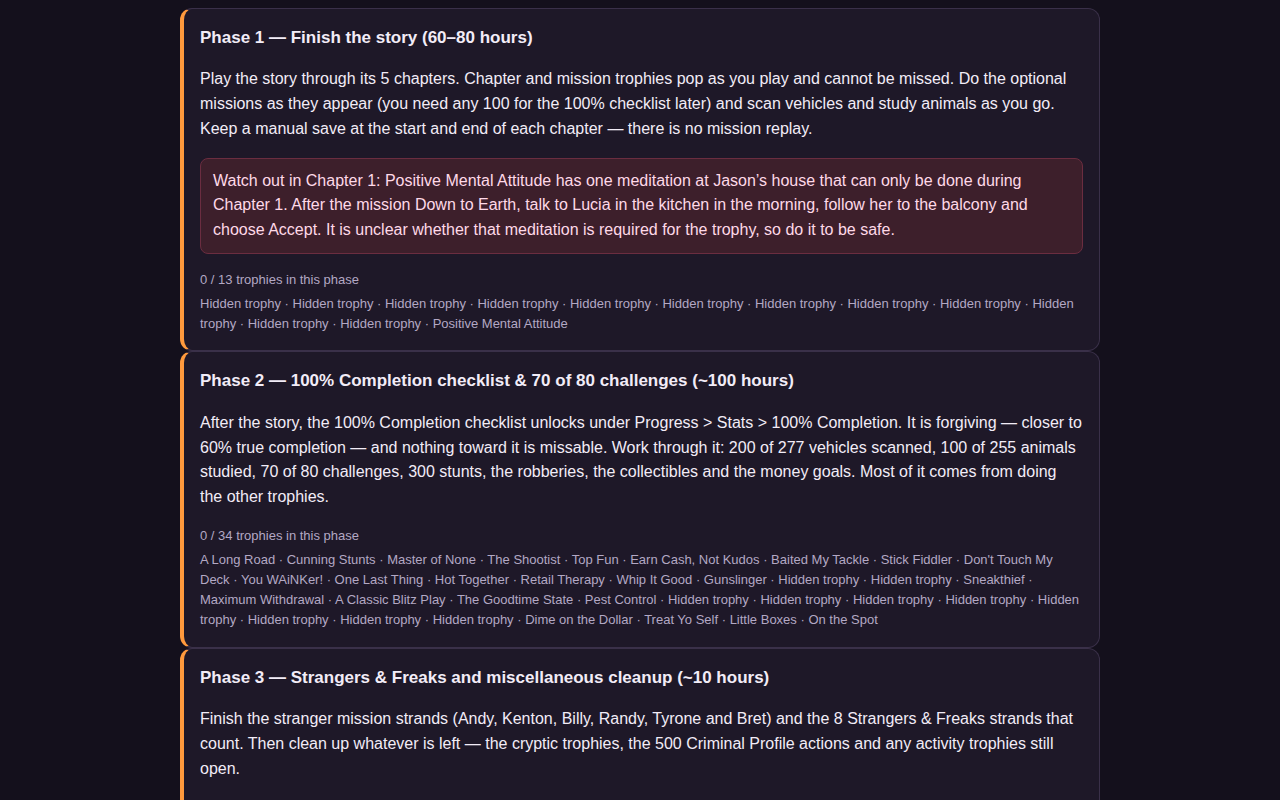 Phase 1 — Finish the story (60–80 hours)
Play the story through its 5 chapters. Chapter and mission trophies pop as you play and cannot be missed. Do the optional
missions as they appear (you need any 100 for the 100% checklist later) and scan vehicles and study animals as you go.
Keep a manual save at the start and end of each chapter — there is no mission replay.
Watch out in Chapter 1: Positive Mental Attitude has one meditation at Jason’s house that can only be done during
Chapter 1. After the mission Down to Earth, talk to Lucia in the kitchen in the morning, follow her to the balcony and
choose Accept. It is unclear whether that meditation is required for the trophy, so do it to be safe.
0 / 13 trophies in this phase
Hidden trophy · Hidden trophy · Hidden trophy · Hidden trophy · Hidden trophy · Hidden trophy · Hidden trophy · Hidden trophy · Hidden trophy · Hidden
trophy · Hidden trophy · Hidden trophy · Positive Mental Attitude
Phase 2 — 100% Completion checklist & 70 of 80 challenges (~100 hours)
After the story, the 100% Completion checklist unlocks under Progress > Stats > 100% Completion. It is forgiving — closer to
60% true completion — and nothing toward it is missable. Work through it: 200 of 277 vehicles scanned, 100 of 255 animals
studied, 70 of 80 challenges, 300 stunts, the robberies, the collectibles and the money goals. Most of it comes from doing
the other trophies.
0 / 34 trophies in this phase
A Long Road · Cunning Stunts · Master of None · The Shootist · Top Fun · Earn Cash, Not Kudos · Baited My Tackle · Stick Fiddler · Don't Touch My
Deck · You WAiNKer! · One Last Thing · Hot Together · Retail Therapy · Whip It Good · Gunslinger · Hidden trophy · Hidden trophy · Sneakthief ·
Maximum Withdrawal · A Classic Blitz Play · The Goodtime State · Pest Control · Hidden trophy · Hidden trophy · Hidden trophy · Hidden trophy · Hidden
trophy · Hidden trophy · Hidden trophy · Hidden trophy · Dime on the Dollar · Treat Yo Self · Little Boxes · On the Spot
Phase 3 — Strangers & Freaks and miscellaneous cleanup (~10 hours)
Finish the stranger mission strands (Andy, Kenton, Billy, Randy, Tyrone and Bret) and the 8 Strangers & Freaks strands that
count. Then clean up whatever is left — the cryptic trophies, the 500 Criminal Profile actions and any activity trophies still
open.